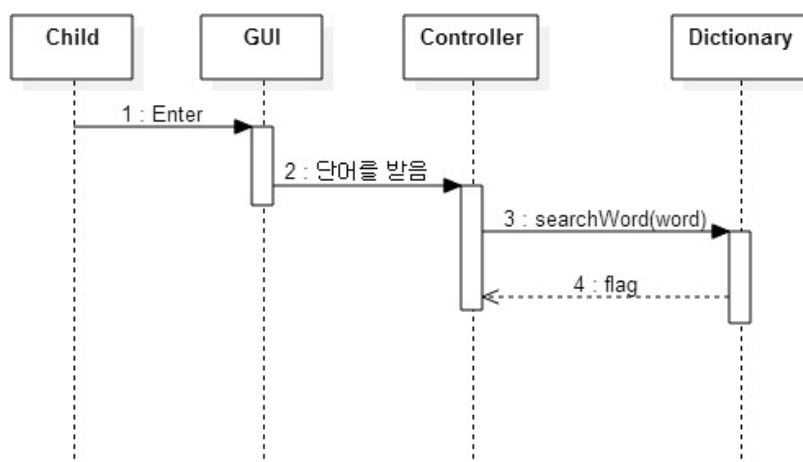 Child
GUI
Controller
Dictionary
1 : Enter
2 : 단어를 받음
3 : searchWord(word)
4 : flag